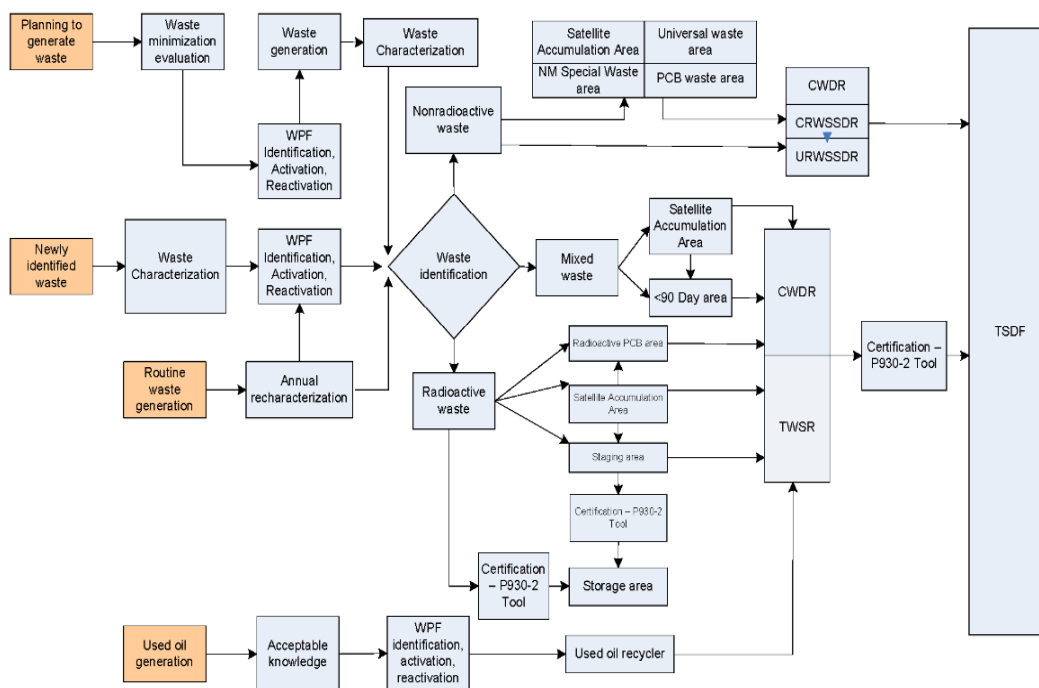 Planning to
generate waste
Waste
minimization
evaluation
Waste
generation
Waste
Characterization
WPF
Identification,
Activation,
Reactivation
Satellite
Accumulation Area
Universal waste
area
NM Special Waste
area
PCB waste area
CWDR
CRWSSDR
URWSSDR
Nonradioactive
waste
Newly
identified
waste
Waste
Characterization
WPF
Identification,
Activation,
Reactivation
Waste
identification
Mixed
waste
Satellite
Accumulation
Area
<90 Day area
CWDR
TWSR
Certification –
P930-2 Tool
TSDF
Routine
waste
generation
Annual
recharacterization
Radioactive
waste
Radioactive PCB area
Satellite Accumulation
Area
Staging area
Certification – P930-2
Tool
Certification
– P930-2
Tool
Storage area
Used oil
generation
Acceptable
knowledge
WPF
identification,
activation,
reactivation
Used oil recycler